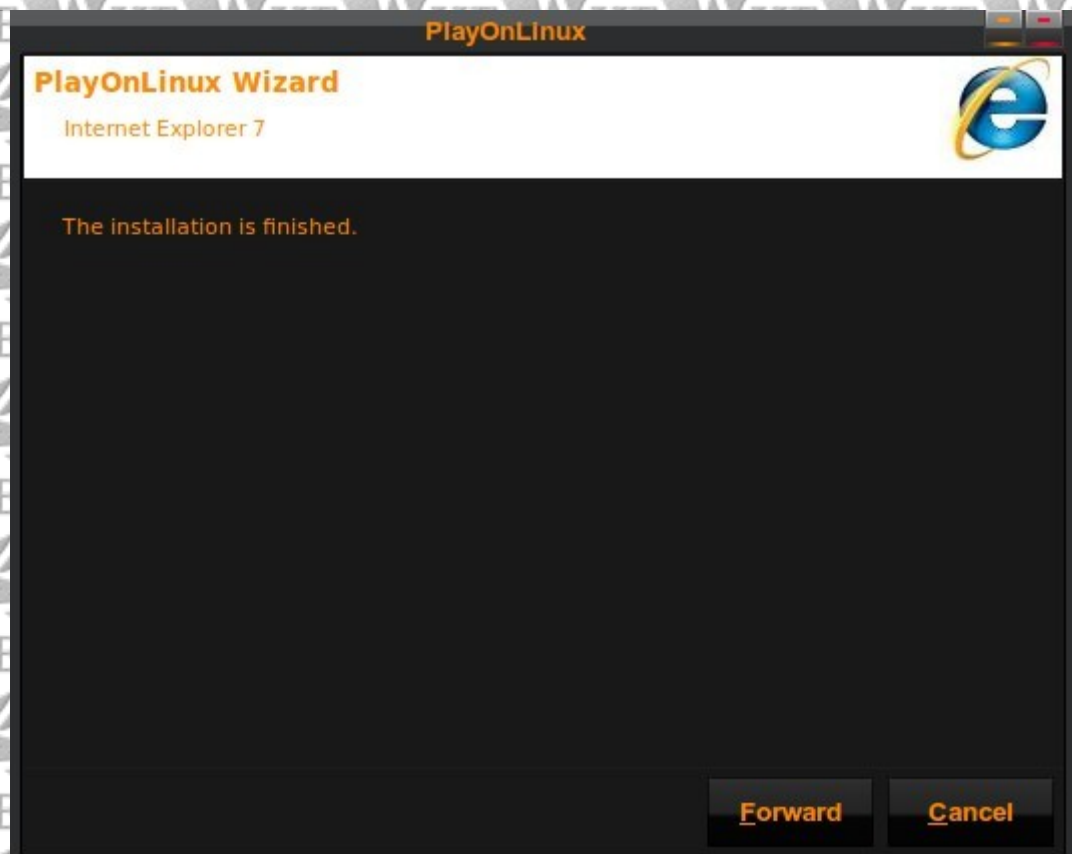 PlayOnLinux
PlayOnLinux Wizard
Internet Explorer 7
The installation is finished.
Forward
Cancel